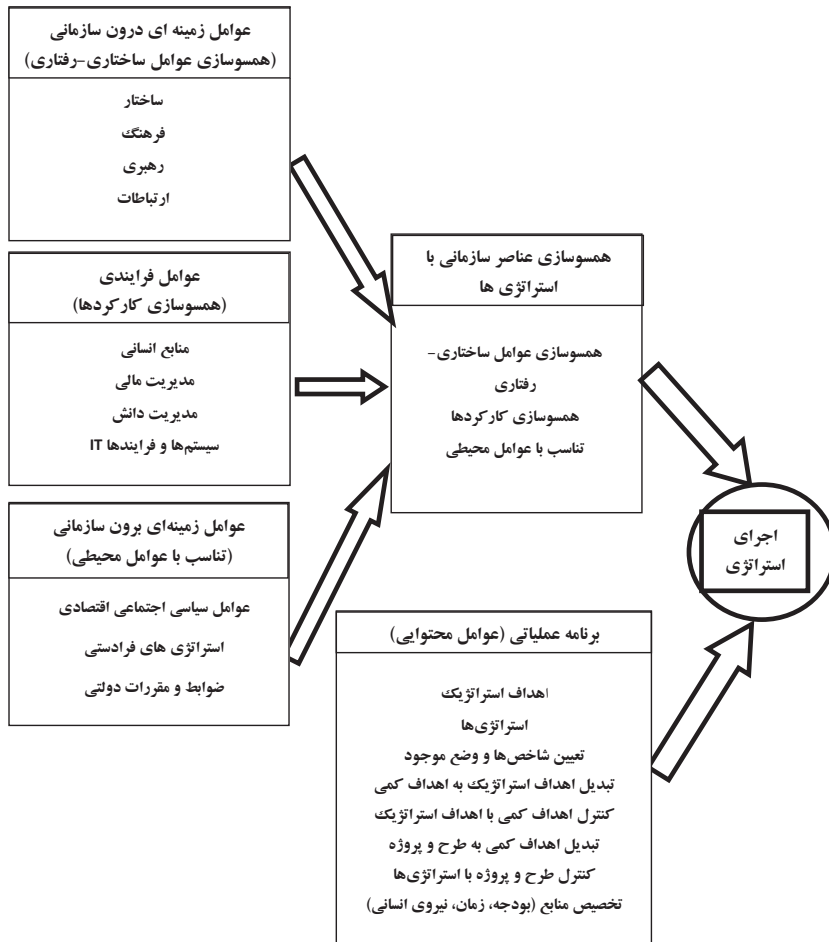 عوامل زمینه ای درون سازمانی
(همسوسازی عوامل ساختاری-رفتاری)
ساختار
فرهنگ
رهبری
ارتباطات
عوامل فرایندی
(همسوسازی کارکردها)
منابع انسانی
مدیریت مالی
مدیریت دانش
سیستم‌ها و فرایندها IT
عوامل زمینه‌ای برون سازمانی
(تناسب با عوامل محیطی)
عوامل سیاسی اجتماعی اقتصادی
استراتژی های فرادستی
ضوابط و مقررات دولتی
همسوسازی عناصر سازمانی با
استراتژی ها
همسوسازی عوامل ساختاری-
رفتاری
همسوسازی کارکردها
تناسب با عوامل محیطی
برنامه عملیاتی (عوامل محتوایی)
اهداف استراتژیک
استراتژی‌ها
تعیین شاخص‌ها و وضع موجود
تبدیل اهداف استراتژیک به اهداف کمی
کنترل اهداف کمی با اهداف استراتژیک
تبدیل اهداف کمی به طرح و پروژه
کنترل طرح و پروژه با استراتژی‌ها
تخصیص منابع (بودجه، زمان، نیروی انسانی)
اجرای
استراتژی